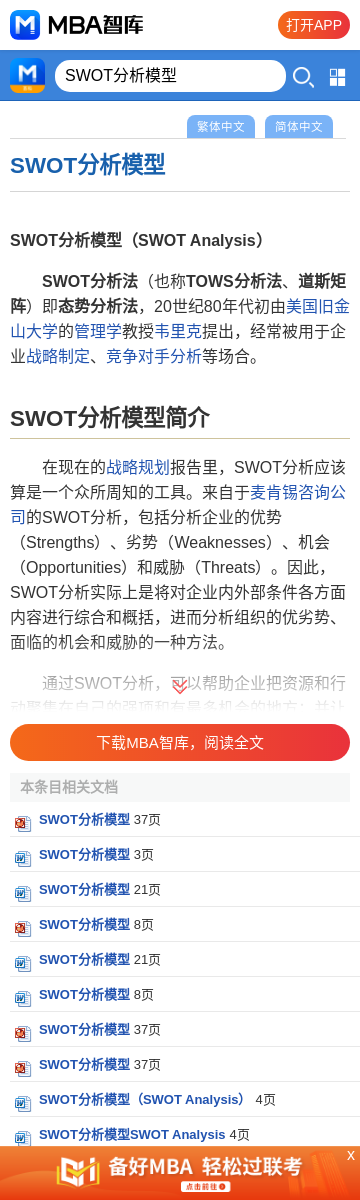 MBA智库
打开APP
SWOT分析模型
繁体中文
简体中文
SWOT分析模型
SWOT分析模型（SWOT Analysis）
SWOT分析法（也称TOWS分析法、道斯矩
阵）即态势分析法，20世纪80年代初由美国旧金
山大学的管理学教授韦里克提出，经常被用于企
业战略制定、竞争对手分析等场合。
SWOT分析模型简介
在现在的战略规划报告里，SWOT分析应该
算是一个众所周知的工具。来自于麦肯锡咨询公
司的SWOT分析，包括分析企业的优势
（Strengths）、劣势（Weaknesses）、机会
（Opportunities）和威胁（Threats）。因此，
SWOT分析实际上是将对企业内外部条件各方面
内容进行综合和概括，进而分析组织的优劣势、
面临的机会和威胁的一种方法。
通过SWOT分析，可以帮助企业把资源和行
动聚集在自己的强项和有最多机会的地方；并让
下载MBA智库，阅读全文
本条目相关文档
SWOT分析模型 37页
SWOT分析模型 3页
SWOT分析模型 21页
SWOT分析模型 8页
SWOT分析模型 21页
SWOT分析模型 8页
SWOT分析模型 37页
SWOT分析模型 37页
SWOT分析模型（SWOT Analysis） 4页
SWOT分析模型SWOT Analysis 4页
备好MBA 轻松过联考
点击前往
X